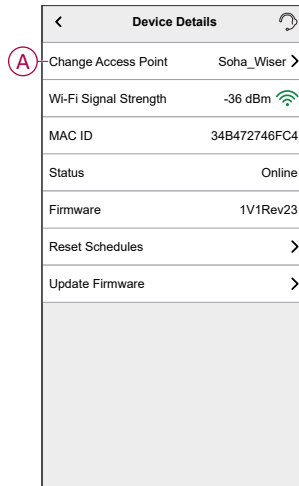 Device Details
A
Change Access Point Soha_Wiser
Wi-Fi Signal Strength -36 dBm
MAC ID 34B472746FC4
Status Online
Firmware 1V1Rev23
Reset Schedules
Update Firmware